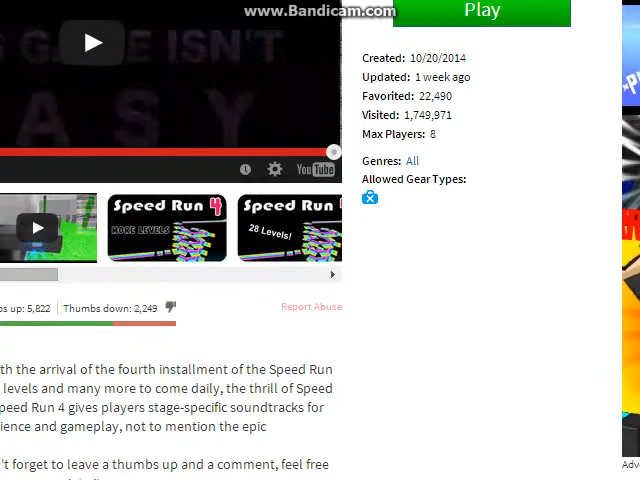 www.Bandicam.com
Play
GAME ISN'T
A S Y
YouTube
Created: 10/20/2014
Updated: 1 week ago
Favorited: 22,490
Visited: 1,749,971
Max Players: 8
Genres: All
Allowed Gear Types:
Speed Run 4
MORE LEVELS
Speed Run
28 Levels!
s up: 5,822
Thumbs down: 2,249
Report Abuse
th the arrival of the fourth installment of the Speed Run
levels and many more to come daily, the thrill of Speed
peed Run 4 gives players stage-specific soundtracks for
ience and gameplay, not to mention the epic
't forget to leave a thumbs up and a comment, feel free
Adv